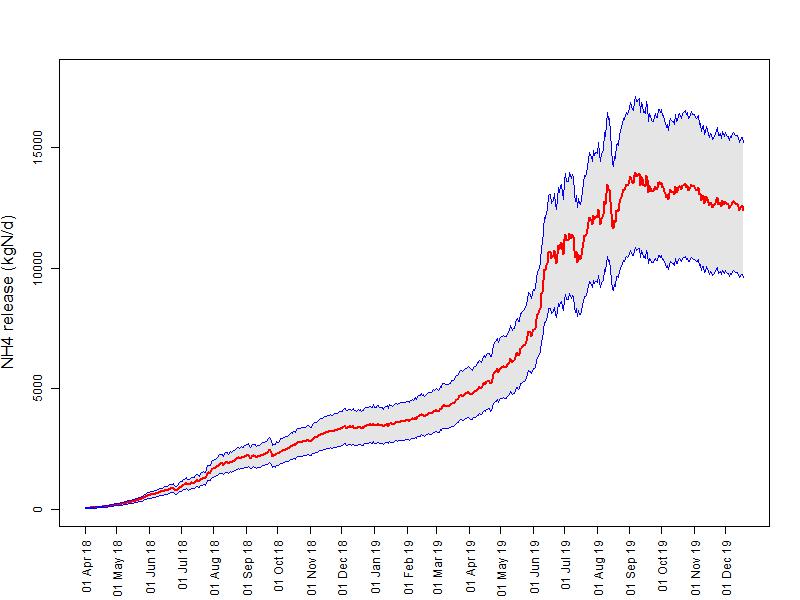 NH4 release (kgN/d)
15000
10000
5000
0
01 Apr 18
01 May 18
01 Jun 18
01 Jul 18
01 Aug 18
01 Sep 18
01 Oct 18
01 Nov 18
01 Dec 18
01 Jan 19
01 Feb 19
01 Mar 19
01 Apr 19
01 May 19
01 Jun 19
01 Jul 19
01 Aug 19
01 Sep 19
01 Oct 19
01 Nov 19
01 Dec 19